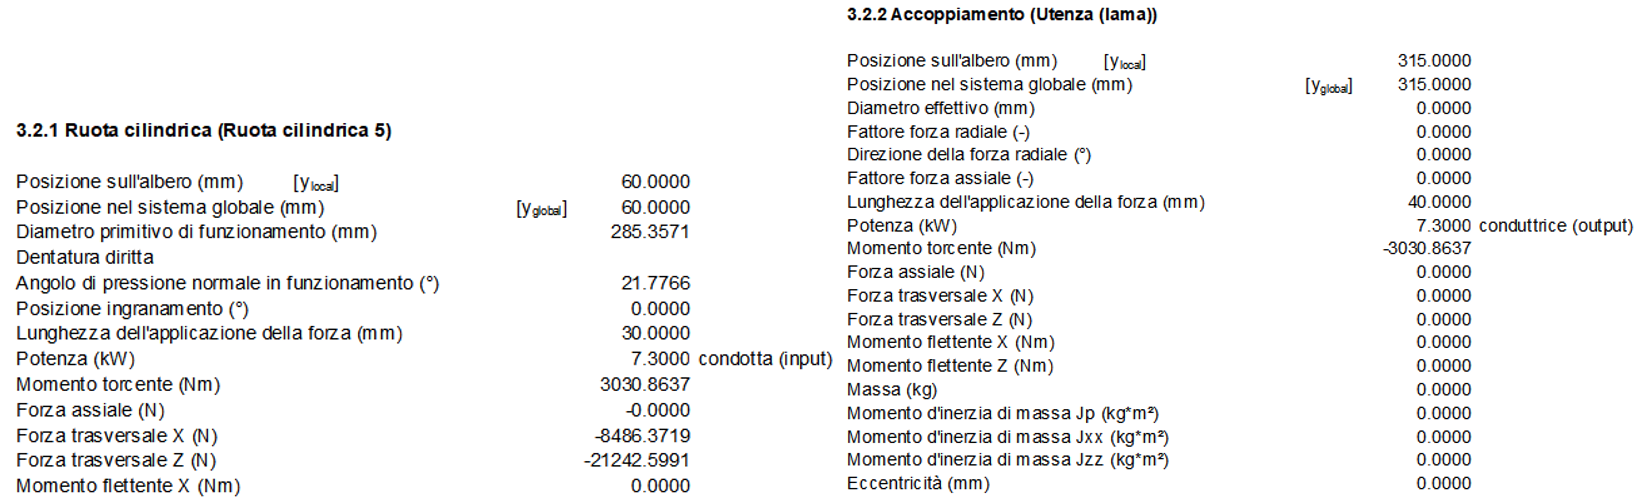 3.2.1 Ruota cilindrica (Ruota cilindrica 5)
Posizione sull'albero (mm) [ylocal] 60.0000
Posizione nel sistema globale (mm) [yglobal] 60.0000
Diametro primitivo di funzionamento (mm) 285.3571
Dentatura diritta
Angolo di pressione normale in funzionamento (°) 21.7766
Posizione ingranamento (°) 0.0000
Lunghezza dell'applicazione della forza (mm) 30.0000
Potenza (kW) 7.3000 condotta (input)
Momento torcente (Nm) 3030.8637
Forza assiale (N) -0.0000
Forza trasversale X (N) -8486.3719
Forza trasversale Z (N) -21242.5991
Momento flettente X (Nm) 0.0000
3.2.2 Accoppiamento (Utenza (lama))
Posizione sull'albero (mm) [ylocal] 315.0000
Posizione nel sistema globale (mm) [yglobal] 315.0000
Diametro effettivo (mm) 0.0000
Fattore forza radiale (-) 0.0000
Direzione della forza radiale (°) 0.0000
Fattore forza assiale (-) 0.0000
Lunghezza dell'applicazione della forza (mm) 40.0000
Potenza (kW) 7.3000 conduttrice (output)
Momento torcente (Nm) -3030.8637
Forza assiale (N) 0.0000
Forza trasversale X (N) 0.0000
Forza trasversale Z (N) 0.0000
Momento flettente X (Nm) 0.0000
Momento flettente Z (Nm) 0.0000
Massa (kg) 0.0000
Momento d'inerzia di massa Jp (kg*m²) 0.0000
Momento d'inerzia di massa Jxx (kg*m²) 0.0000
Momento d'inerzia di massa Jzz (kg*m²) 0.0000
Eccentricità (mm) 0.0000